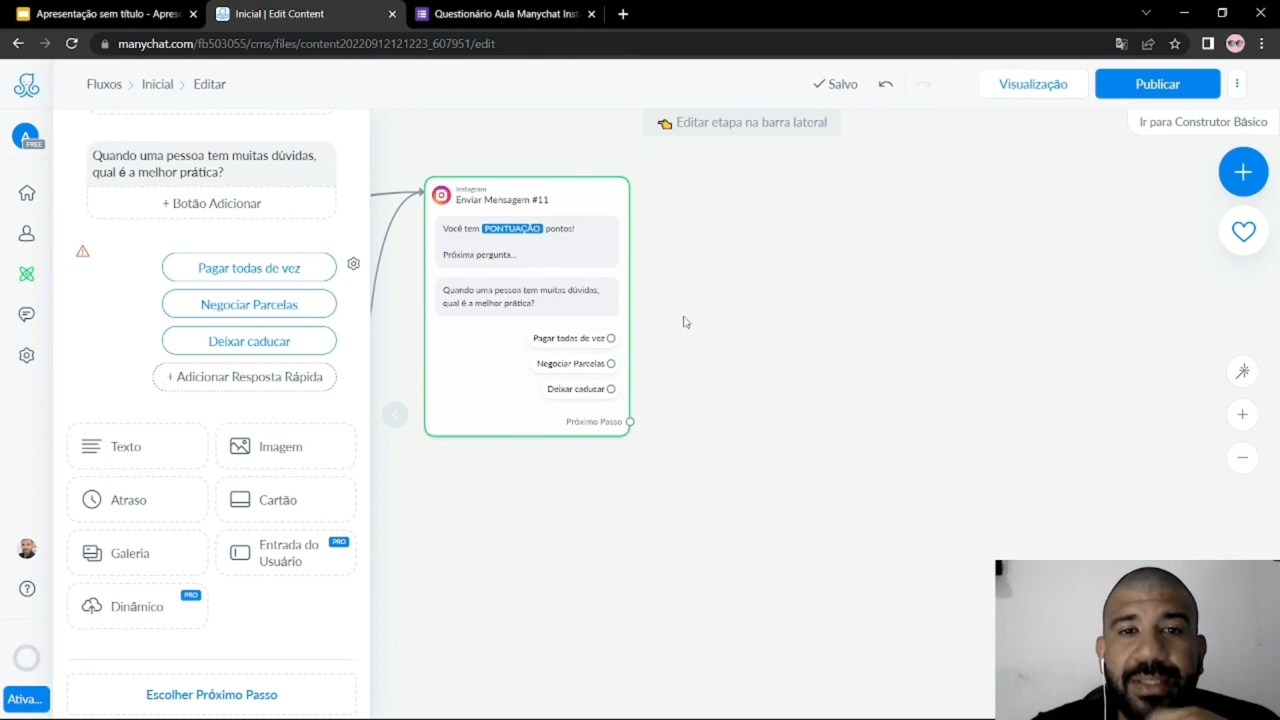 Apresentação sem título - Aprese
Inicial | Edit Content
Questionário Aula Manychat Inst
manychat.com/fb503055/cms/files/content20220912121223_607951/edit
Fluxos
Inicial
Editar
Salvo
Visualização
Publicar
A
FREE
Editar etapa na barra lateral
Ir para Construtor Básico
Quando uma pessoa tem muitas dúvidas,
qual é a melhor prática?
+ Botão Adicionar
Pagar todas de vez
Negociar Parcelas
Deixar caducar
+ Adicionar Resposta Rápida
Texto
Imagem
Atraso
Cartão
Galeria
Entrada do
Usuário
PRO
Dinâmico
PRO
Escolher Próximo Passo
Ativa...
Instagram
Enviar Mensagem #11
Você tem PONTUAÇÃO pontos!
Próxima pergunta...
Quando uma pessoa tem muitas dúvidas,
qual é a melhor prática?
Pagar todas de vez
Negociar Parcelas
Deixar caducar
Próximo Passo